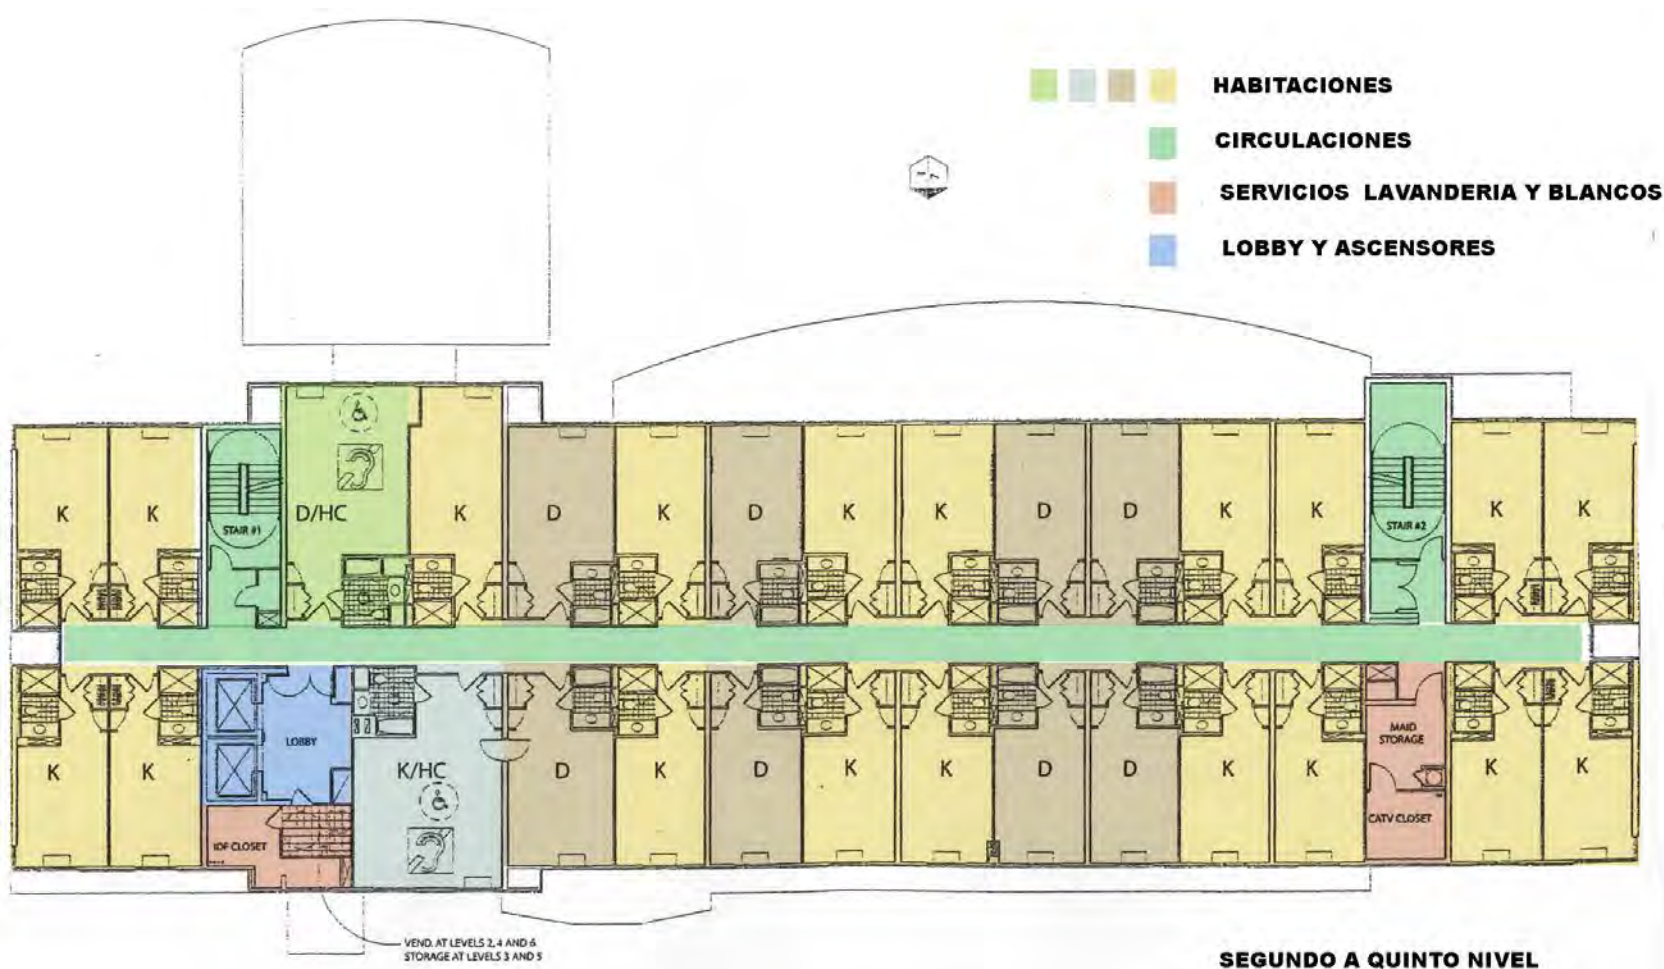 HABITACIONES
CIRCULACIONES
SERVICIOS LAVANDERIA Y BLANCOS
LOBBY Y ASCENSORES
K
K
STAIR #1
D/HC
K
D
K
D
K
K
D
D
K
K
STAIR #2
K
K
K
K
LOBBY
K/HC
D
K
D
K
K
D
D
K
K
MAID
STORAGE
K
K
IDF CLOSET
CATV CLOSET
VEND. AT LEVELS 2, 4 AND 6
STORAGE AT LEVELS 3 AND 5
SEGUNDO A QUINTO NIVEL